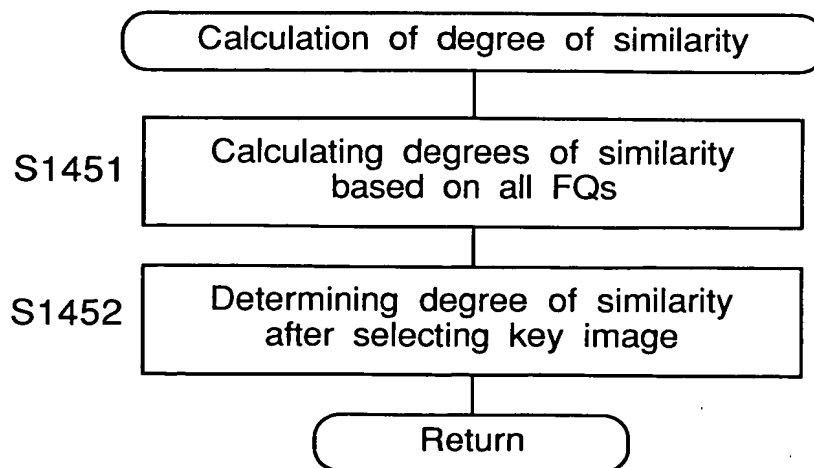 Calculation of degree of similarity
S1451
Calculating degrees of similarity
based on all FQs
S1452
Determining degree of similarity
after selecting key image
Return